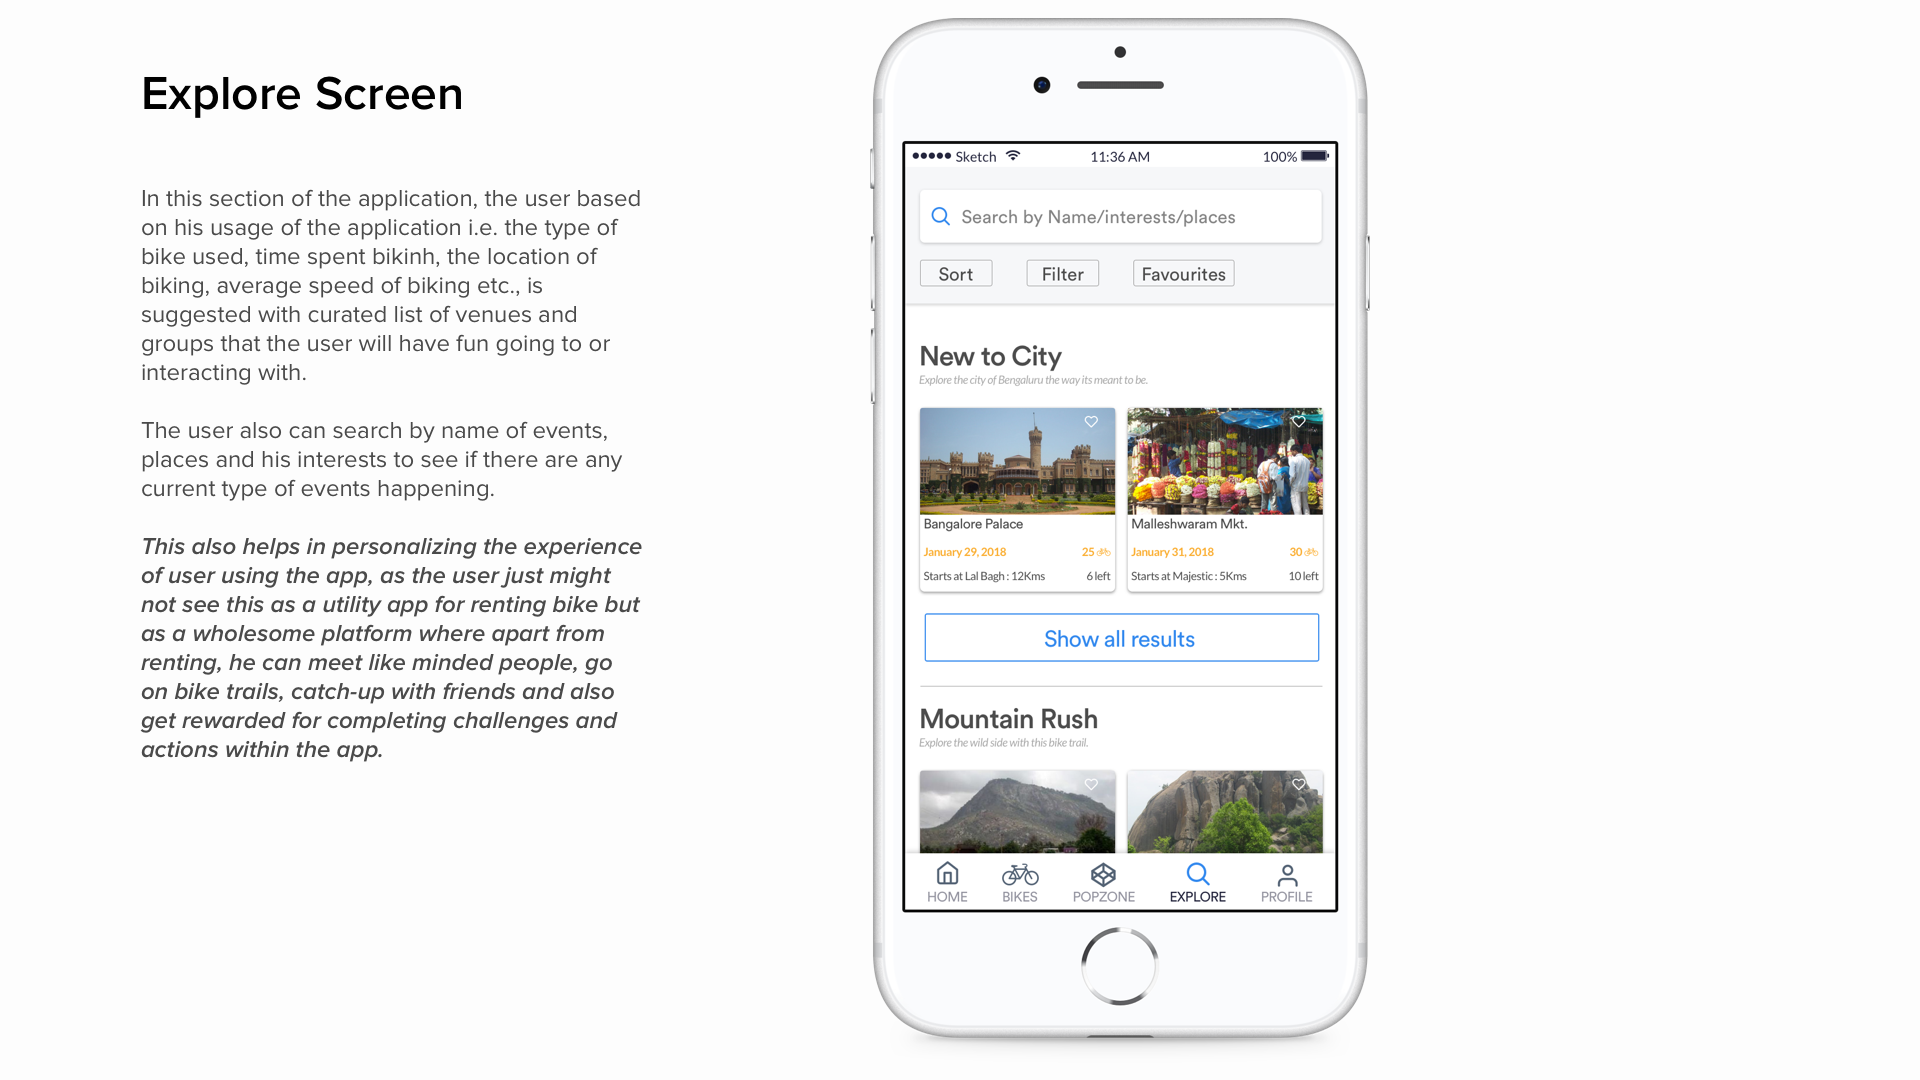 Explore Screen
In this section of the application, the user based
on his usage of the application i.e. the type of
bike used, time spent bikinh, the location of
biking, average speed of biking etc., is
suggested with curated list of venues and
groups that the user will have fun going to or
interacting with.
The user also can search by name of events,
places and his interests to see if there are any
current type of events happening.
This also helps in personalizing the experience
of user using the app, as the user just might
not see this as a utility app for renting bike but
as a wholesome platform where apart from
renting, he can meet like minded people, go
on bike trails, catch-up with friends and also
get rewarded for completing challenges and
actions within the app.
Sketch 11:36 AM 100%
Search by Name/interests/places
Sort Filter Favourites
New to City
Explore the city of Bengaluru the way its meant to be.
Bangalore Palace
January 29, 2018 25
Starts at Lal Bagh : 12Kms 6 left
Malleshwaram Mkt.
January 31, 2018 30
Starts at Majestic : 5Kms 10 left
Show all results
Mountain Rush
Explore the wild side with this bike trail.
HOME BIKES POPZONE EXPLORE PROFILE